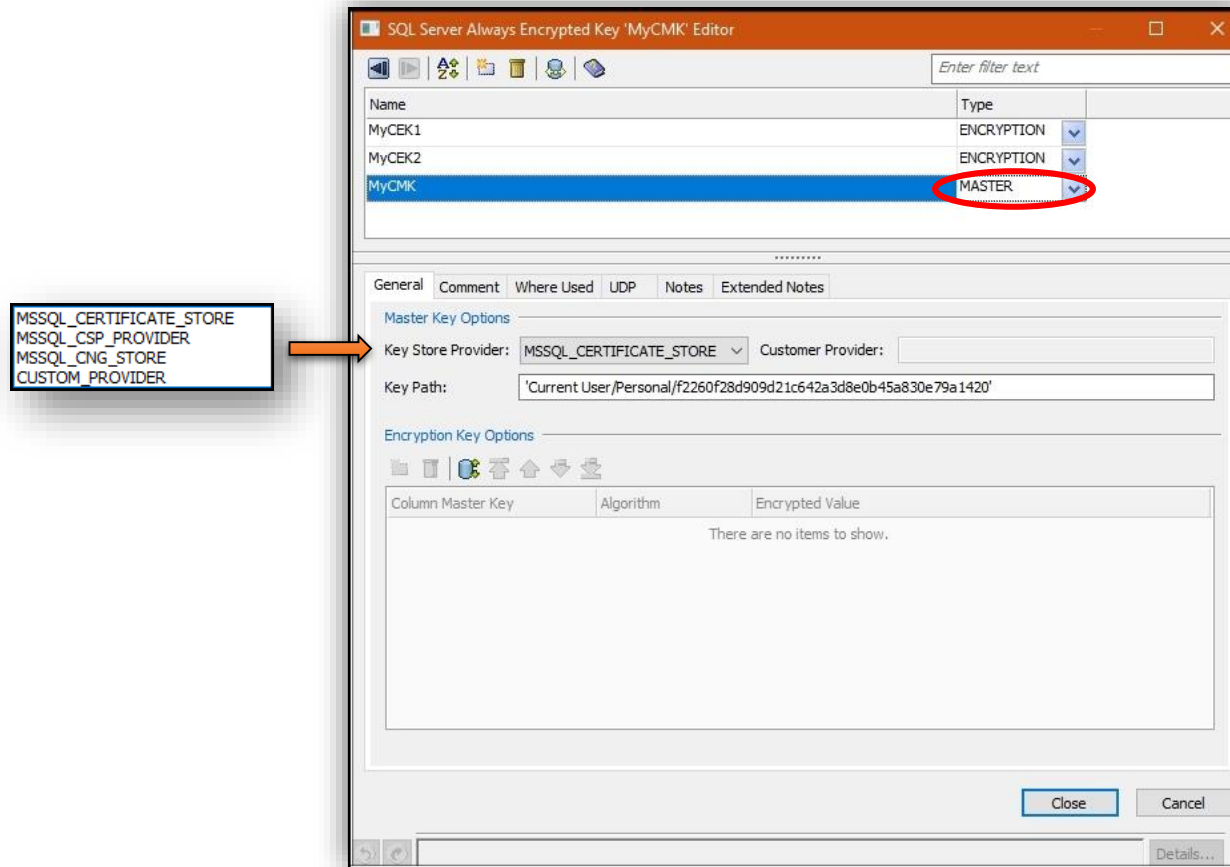 SQL Server Always Encrypted Key 'MyCMK' Editor
Enter filter text
Name Type
MyCEK1 ENCRYPTION
MyCEK2 ENCRYPTION
MyCMK MASTER
General Comment Where Used UDP Notes Extended Notes
Master Key Options
MSSQL_CERTIFICATE_STORE
MSSQL_CSP_PROVIDER
MSSQL_CNG_STORE
CUSTOM_PROVIDER
Key Store Provider: MSSQL_CERTIFICATE_STORE Customer Provider:
Key Path: 'Current User/Personal/f2260f28d909d21c642a3d8e0b45a830e79a1420'
Encryption Key Options
Column Master Key Algorithm Encrypted Value
There are no items to show.
Close Cancel
Details...